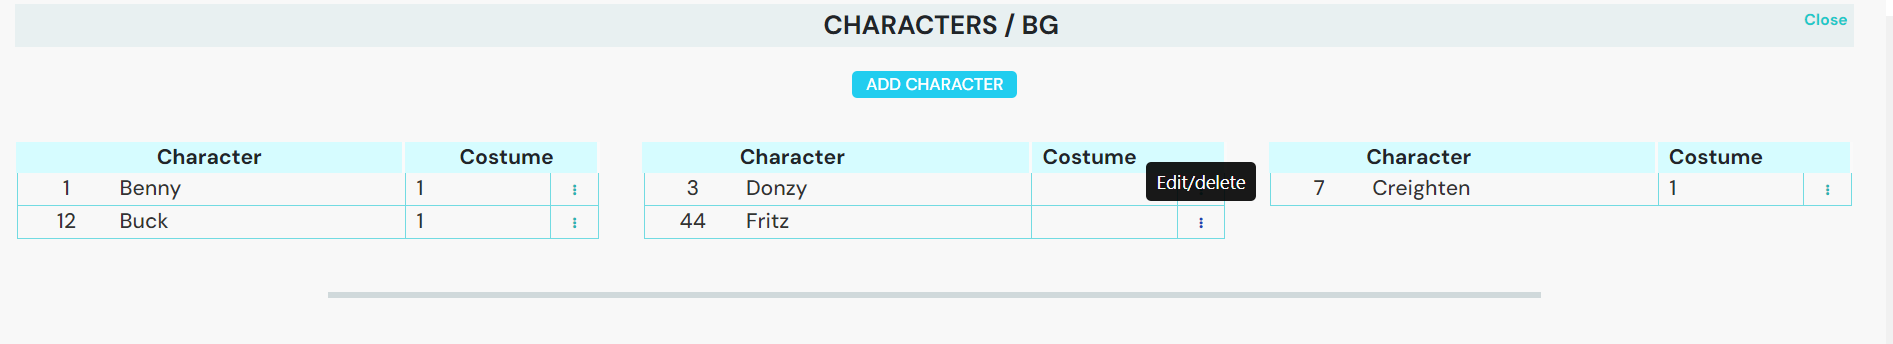 CHARACTERS / BG
Close
ADD CHARACTER
Character Costume
1 Benny 1
12 Buck 1
Character Costume
Edit/delete
3 Donzy
44 Fritz
Character Costume
7 Creighten 1